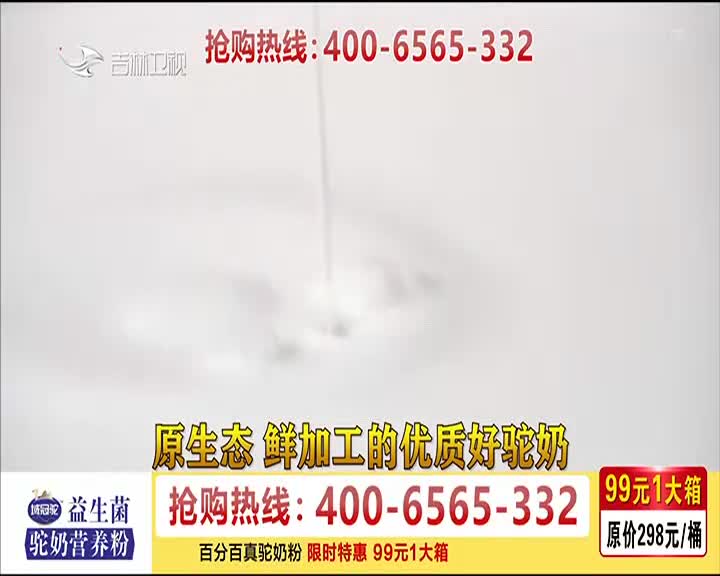 抢购热线:400-6565-332
吉林卫视
原生态 鲜加工的优质好驼奶
益生菌
驼奶营养粉
抢购热线:400-6565-332
百分百真驼奶粉 限时特惠 99元1大箱
99元1大箱
原价298元/桶